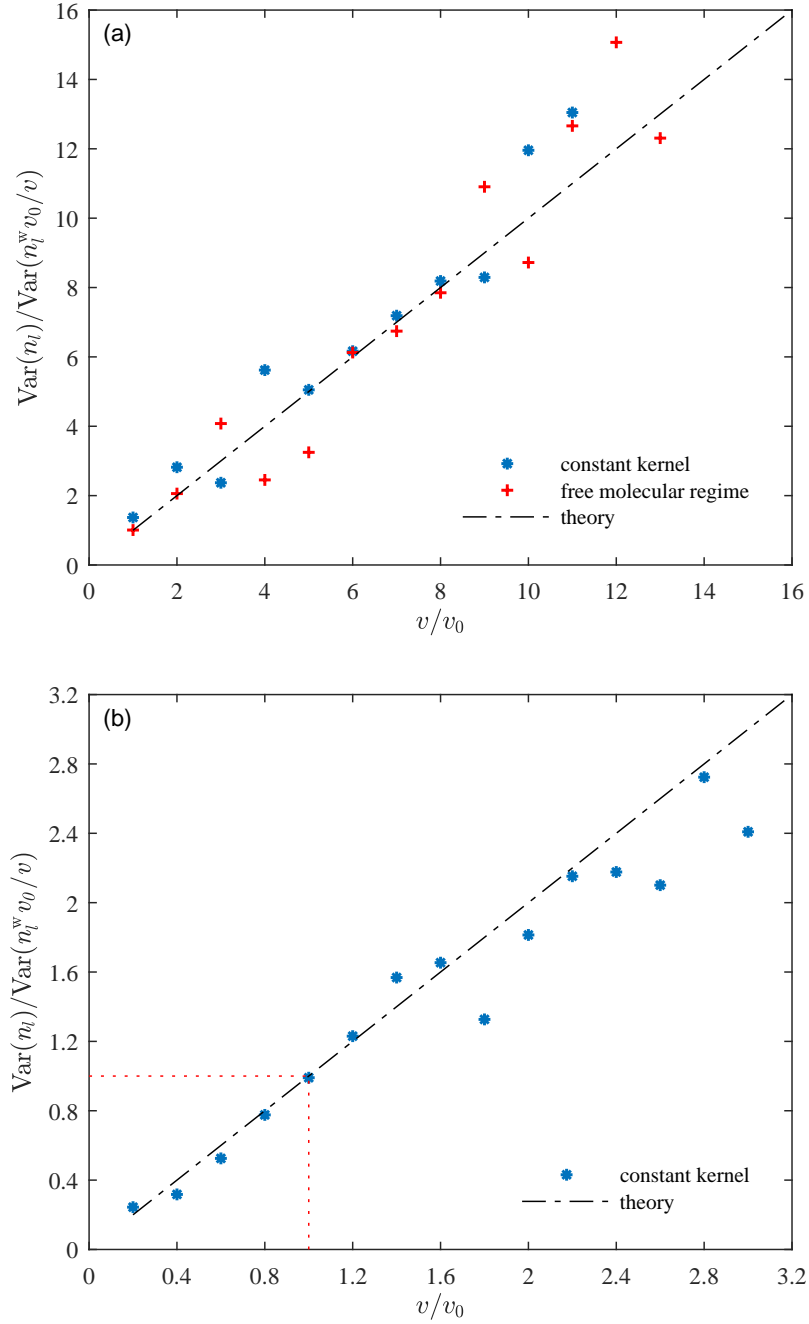 (a)
16
14
12
10
8
6
4
2
0
Var(n_l)/Var(n_l^w v_0/v)
constant kernel
free molecular regime
theory
0 2 4 6 8 10 12 14 16
v/v_0
(b)
3.2
2.8
2.4
2
1.6
1.2
0.8
0.4
0
Var(n_l)/Var(n_l^w v_0/v)
constant kernel
theory
0 0.4 0.8 1.2 1.6 2 2.4 2.8 3.2
v/v_0